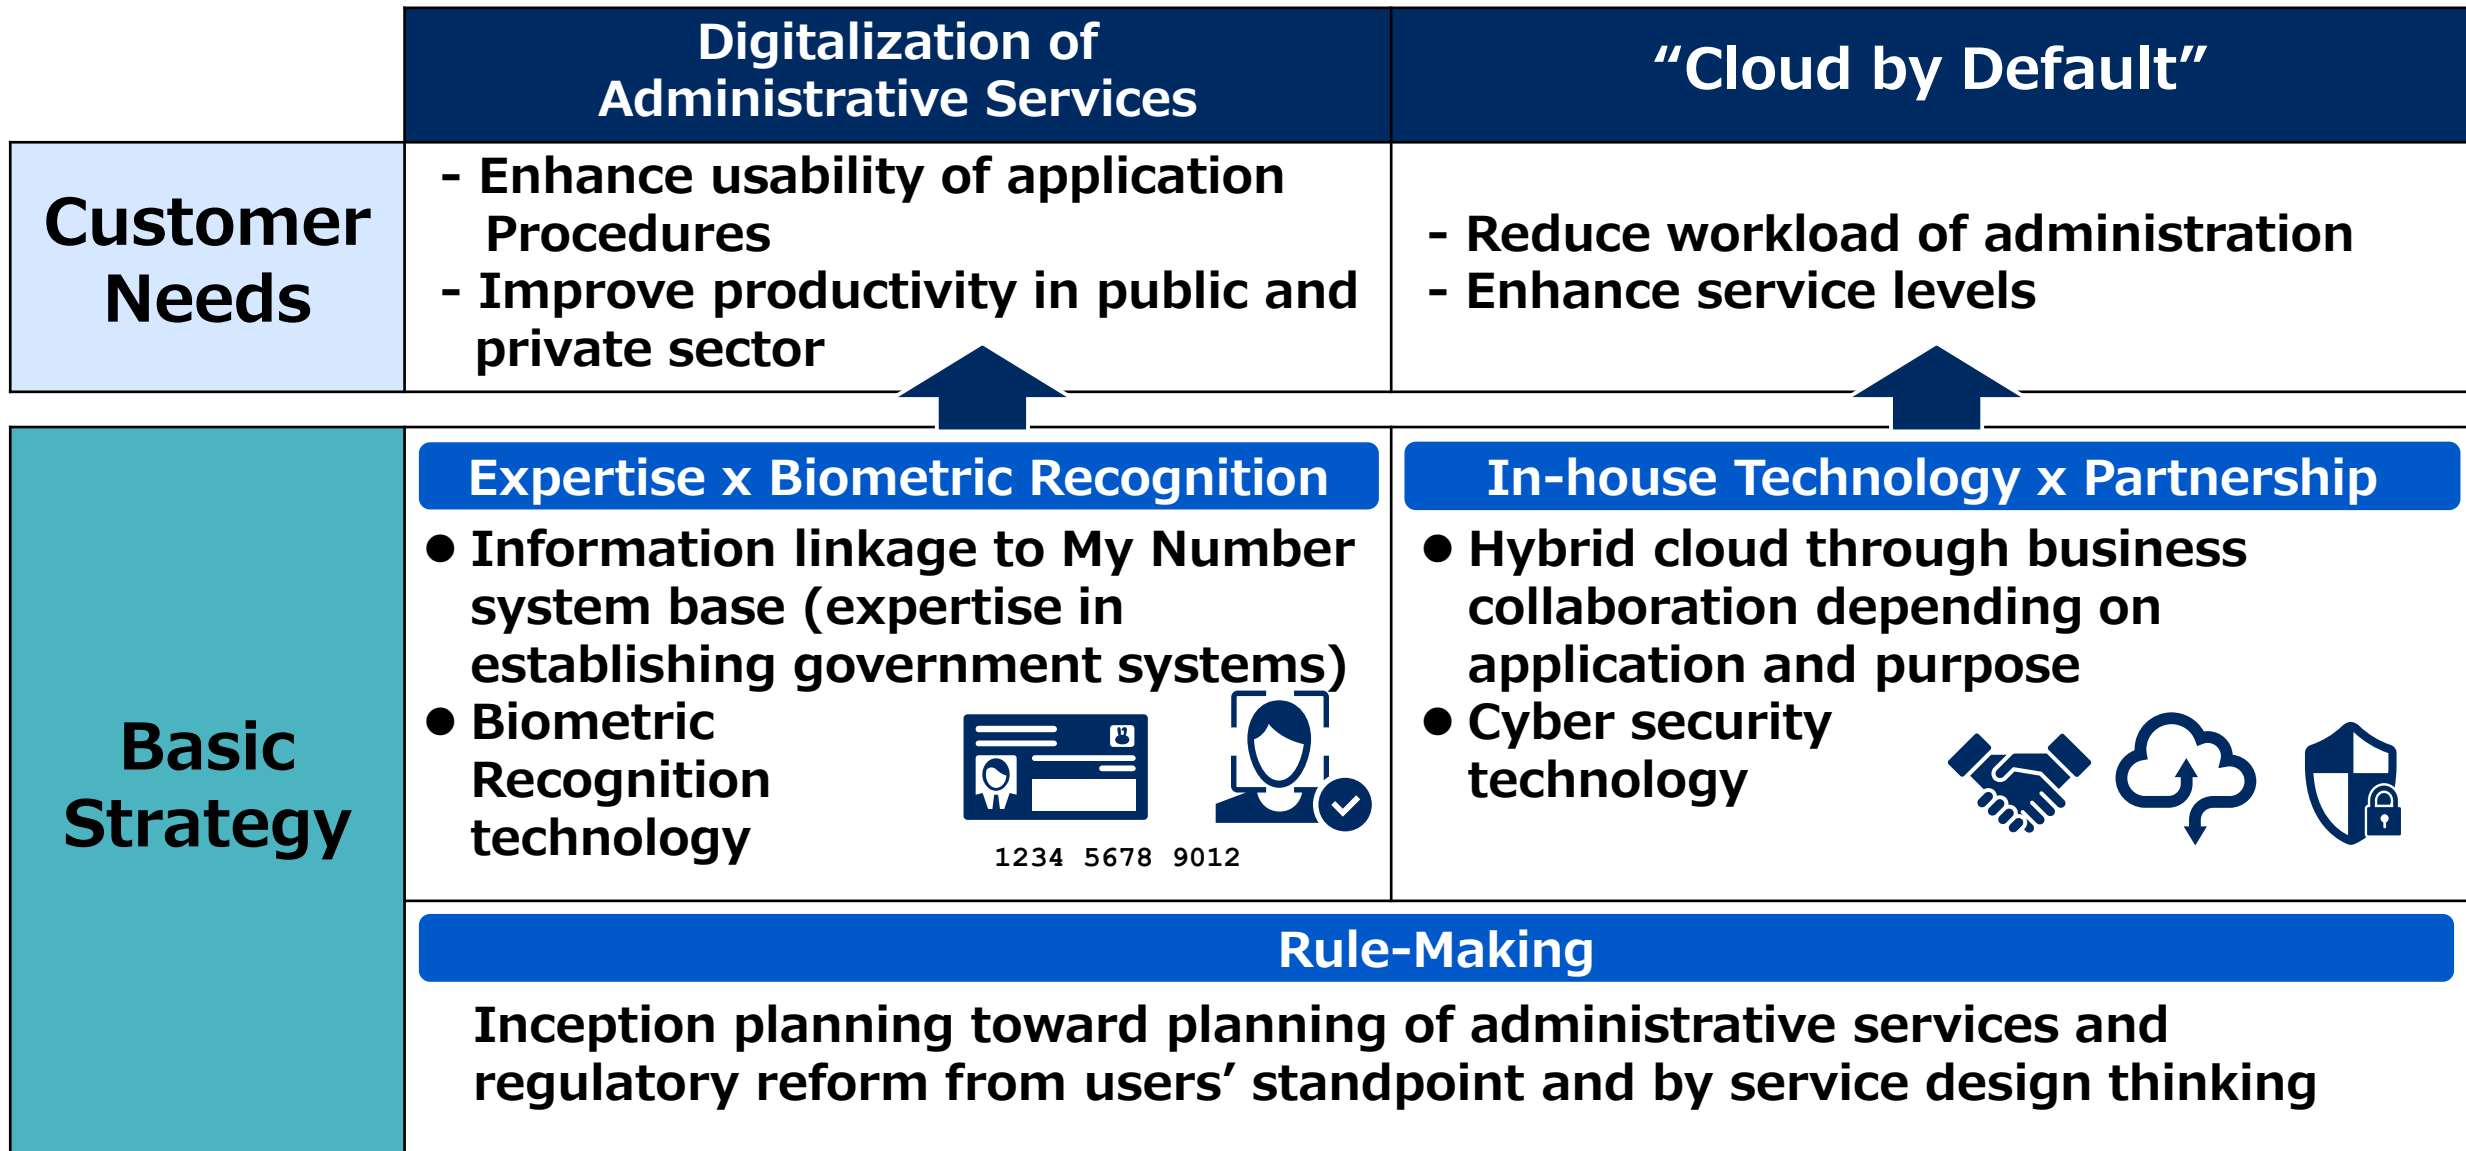 Digitalization of
Administrative Services
“Cloud by Default”
Customer
Needs
- Enhance usability of application
Procedures
- Improve productivity in public and
private sector
- Reduce workload of administration
- Enhance service levels
Basic
Strategy
Expertise x Biometric Recognition
● Information linkage to My Number
system base (expertise in
establishing government systems)
● Biometric
Recognition
technology
1234 5678 9012
In-house Technology x Partnership
● Hybrid cloud through business
collaboration depending on
application and purpose
● Cyber security
technology
Rule-Making
Inception planning toward planning of administrative services and
regulatory reform from users’ standpoint and by service design thinking